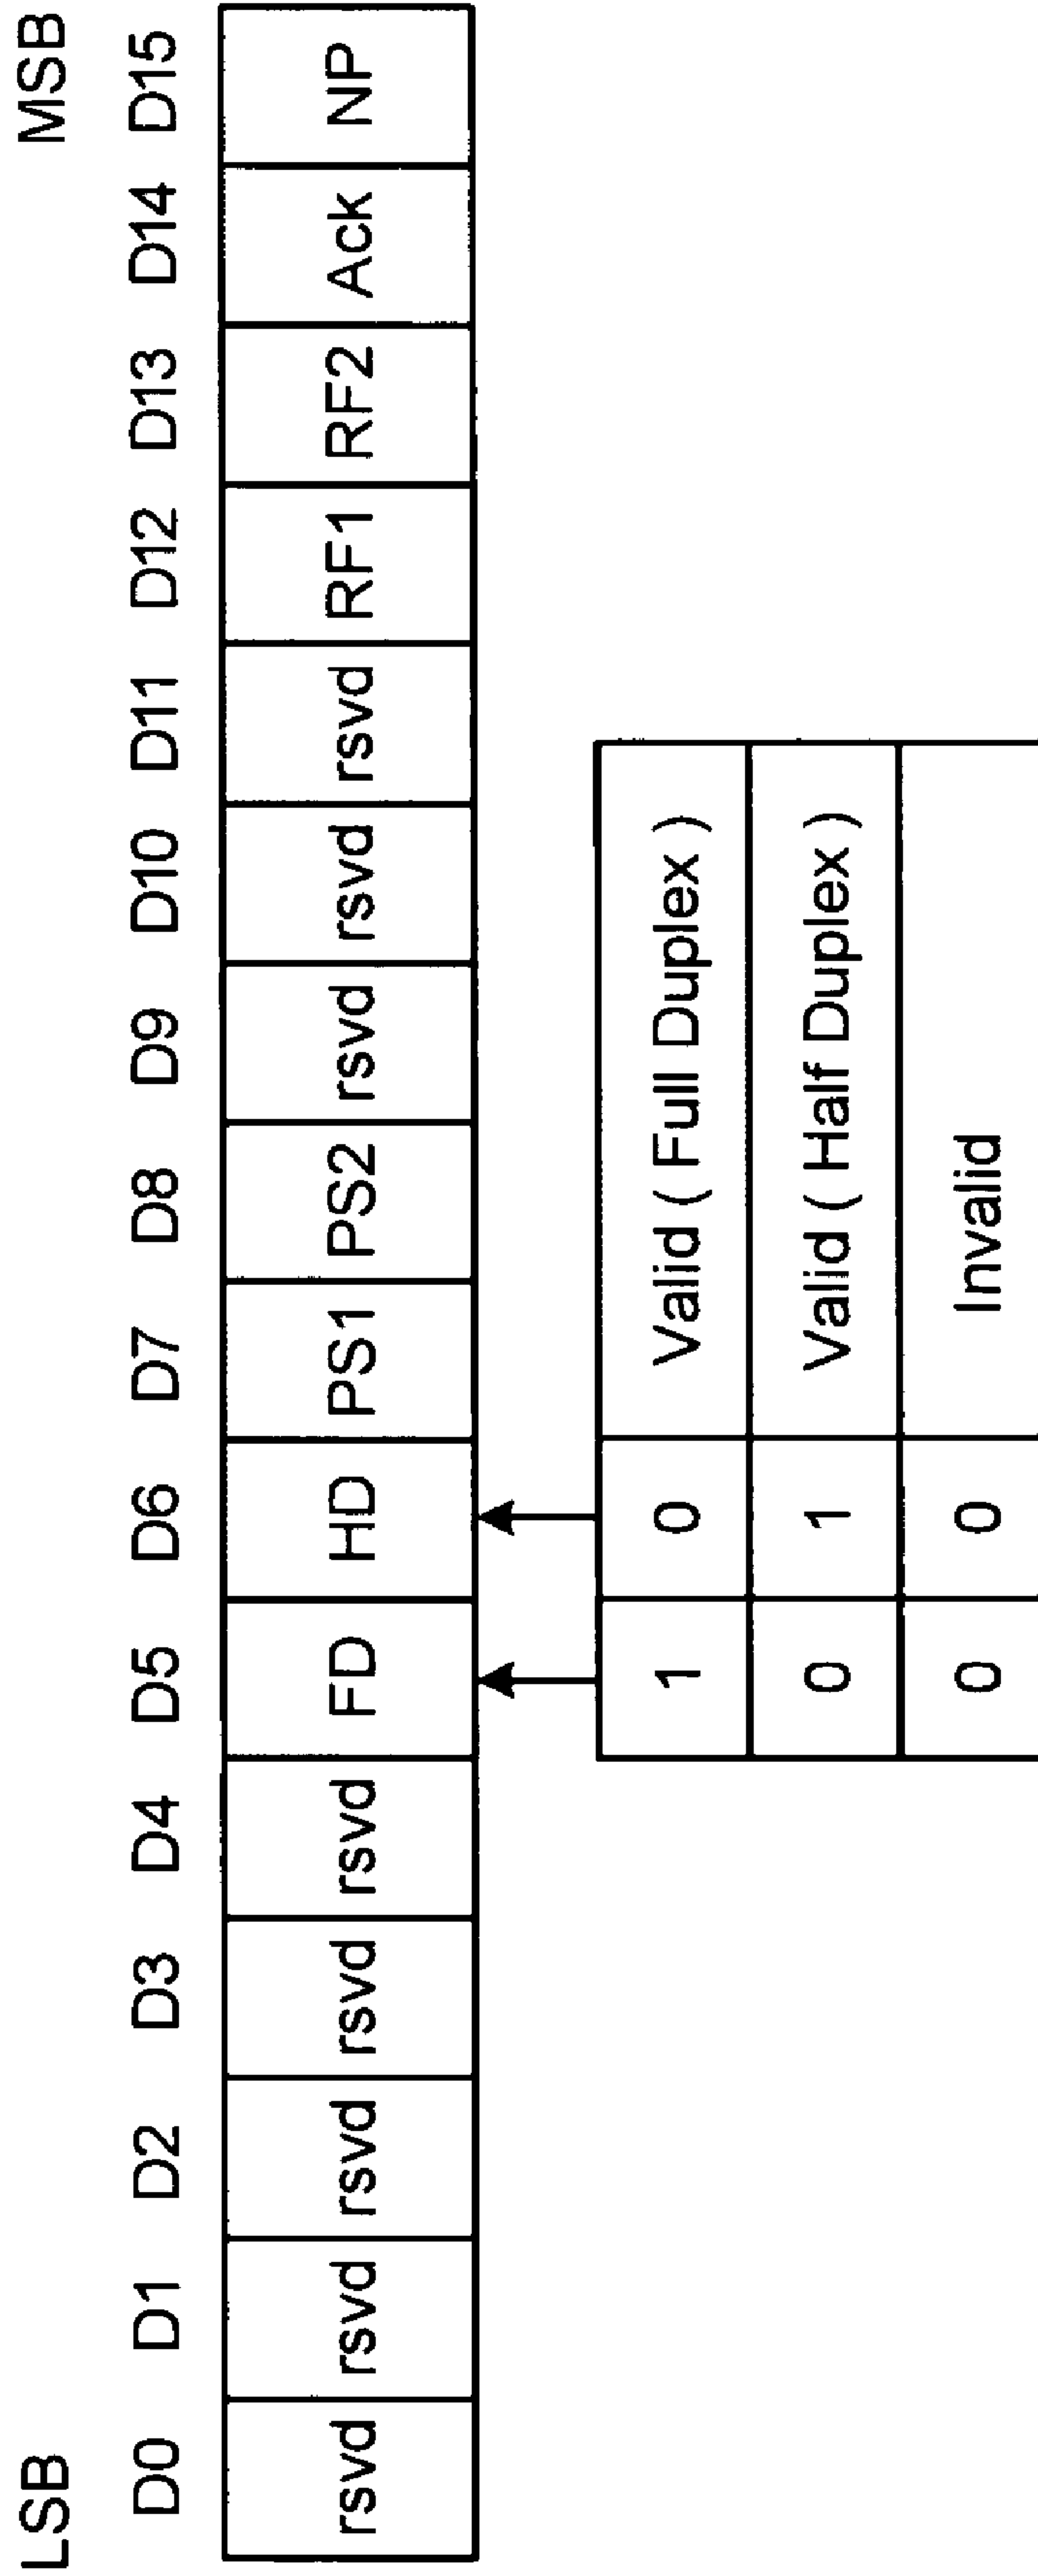 LSB MSB
D0 D1 D2 D3 D4 D5 D6 D7 D8 D9 D10 D11 D12 D13 D14 D15
rsvd rsvd rsvd rsvd rsvd FD HD PS1 PS2 rsvd rsvd rsvd RF1 RF2 Ack NP
1 0 Valid ( Full Duplex )
0 1 Valid ( Half Duplex )
0 0 Invalid